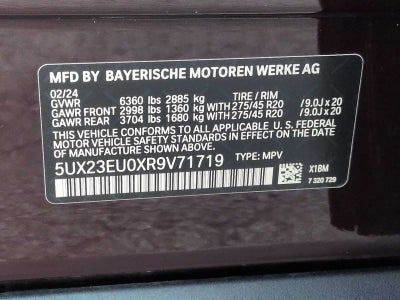 MFD BY BAYERISCHE MOTOREN WERKE AG
02/24 TIRE / RIM
GVWR 6360 lbs 2885 kg
GAWR FRONT 2998 lbs 1360 kg WITH 275/45 R20 / 9.0J x 20
GAWR REAR 3704 lbs 1680 kg WITH 275/45 R20 / 9.0J x 20
THIS VEHICLE CONFORMS TO ALL APPLICABLE U. S. FEDERAL
MOTOR VEHICLE SAFETY STANDARDS IN EFFECT ON THE
DATE OF MANUFACTURE SHOWN ABOVE.
5UX23EU0XR9V71719 TYPE: MPV
X1BM
7 320 729